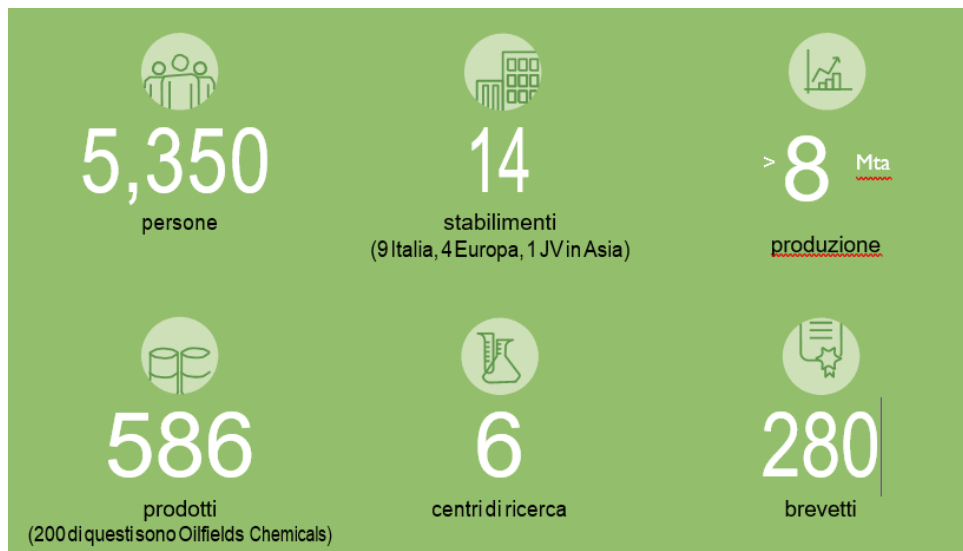 5,350
persone
14
stabilimenti
(9 Italia, 4 Europa, 1 JV in Asia)
> 8 Mta
produzione
586
prodotti
(200 di questi sono Oilfields Chemicals)
6
centri di ricerca
280
brevetti